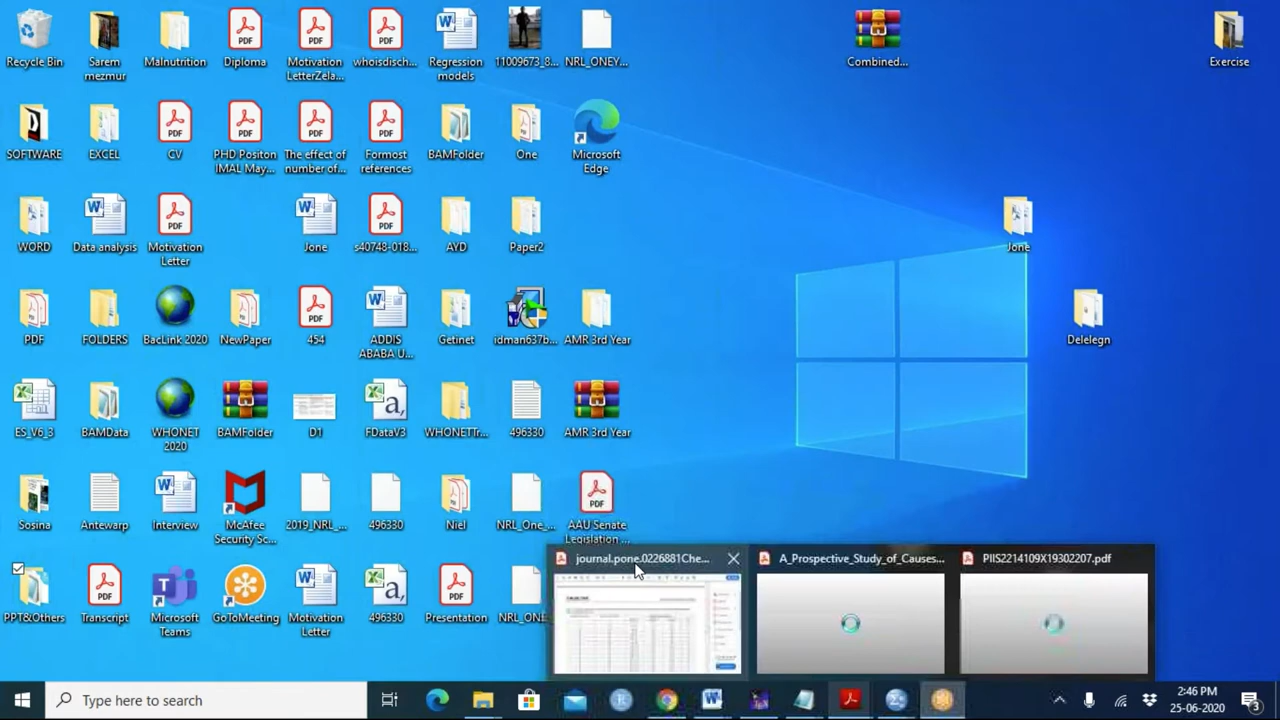 Recycle Bin
Sarem
mezmur
Malnutrition
Diploma
Motivation
LetterZela...
whoisdisch...
Regression
models
11009673_8...
NRL_ONEY...
Combined...
Exercise
SOFTWARE
EXCEL
CV
PHD Positon
IMAL May...
The effect of
number of...
Formost
references
BAMFolder
One
Microsoft
Edge
WORD
Data analysis
Motivation
Letter
Jone
s40748-018...
AYD
Paper2
Jone
PDF
FOLDERS
BacLink 2020
NewPaper
454
ADDIS
ABABA U...
Getinet
idman637b...
AMR 3rd Year
Delelegn
ES_V6_3
BAMData
WHONET
2020
BAMFolder
D1
FDataV3
WHONETTr...
496330
AMR 3rd Year
Sosina
Antewarp
Interview
McAfee
Security Sc...
2019_NRL_...
496330
Niel
NRL_One_...
AAU Senate
Legislation ...
journal.pone.0226881Che...
A_Prospective_Study_of_Causes...
PIIS2214109X19302207.pdf
Transcript
Microsoft
Teams
GoToMeeting
Motivation
Letter
496330
Presentation
NRL_ONE
Type here to search
2:46 PM
25-06-2020
3